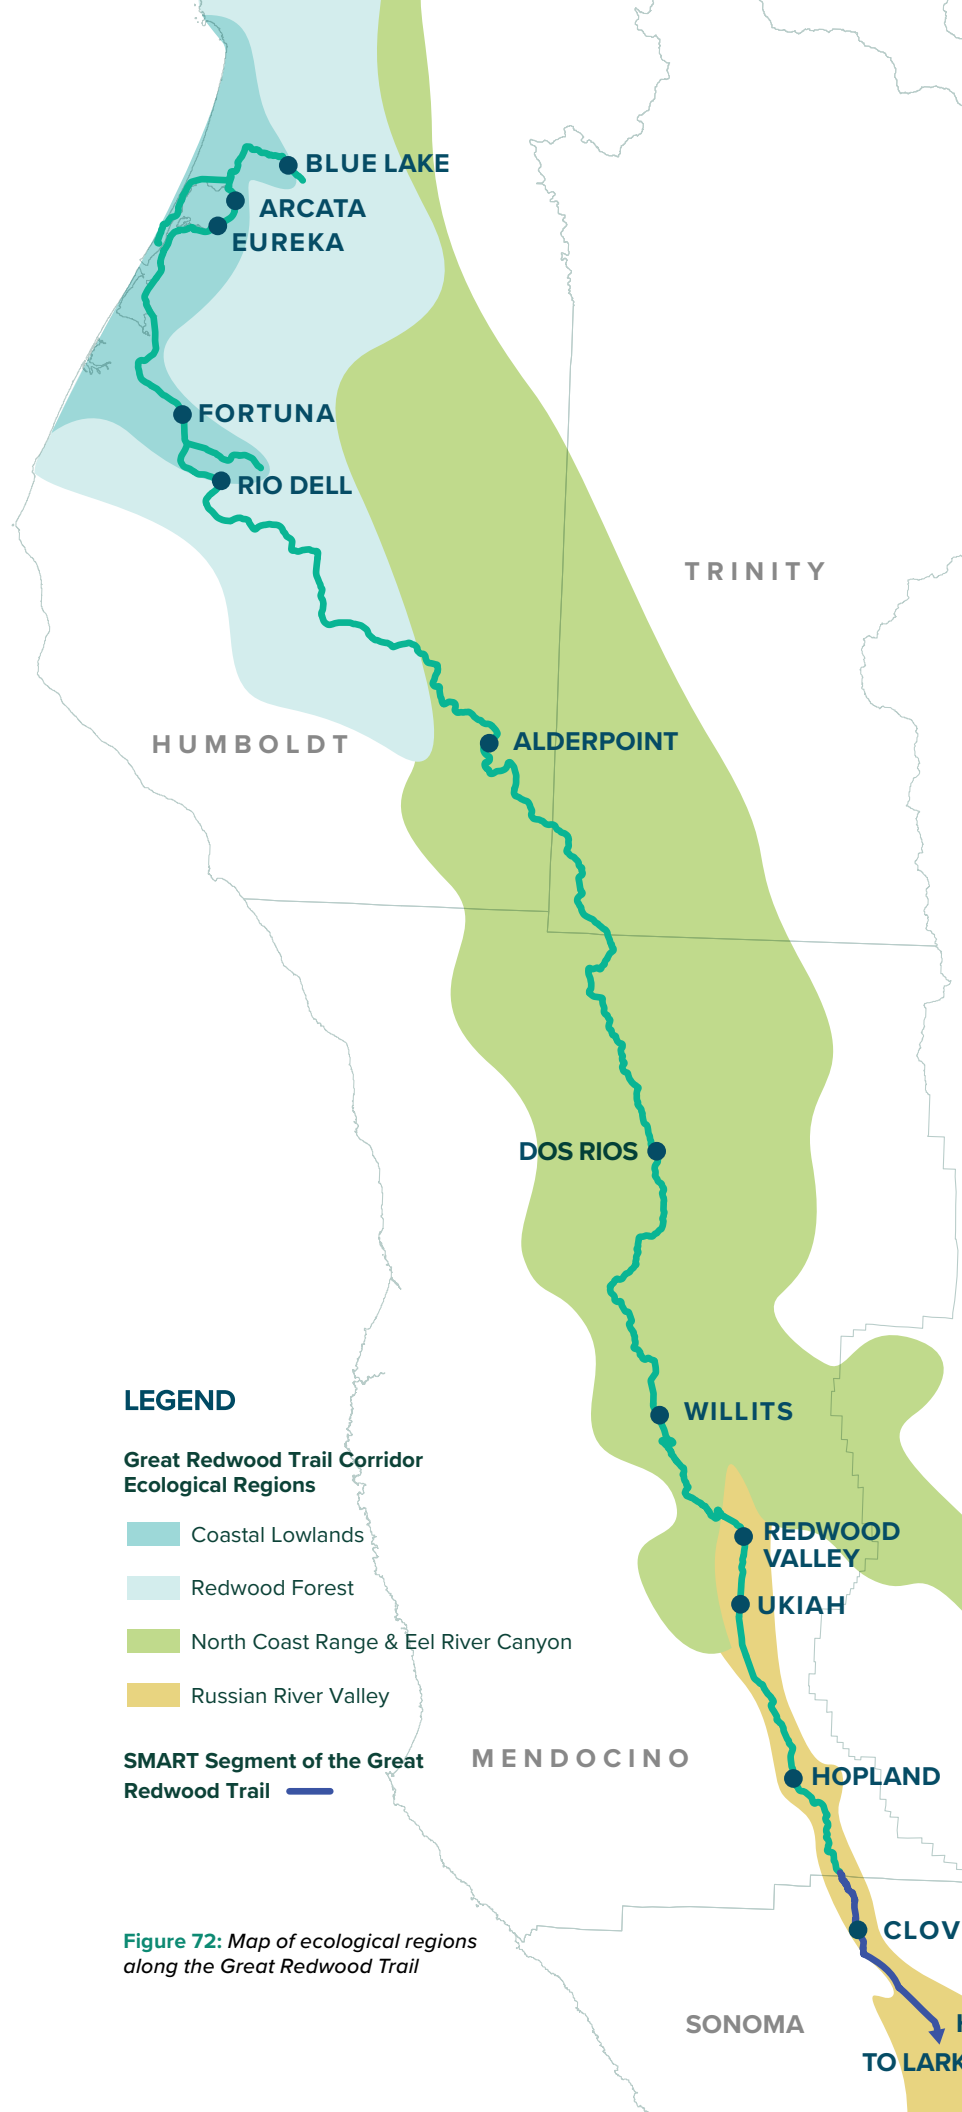 BLUE LAKE
ARCATA
EUREKA
FORTUNA
RIO DELL
TRINITY
ALDERPOINT
HUMBOLDT
DOS RIOS
LEGEND
WILLITS
Great Redwood Trail Corridor
Ecological Regions
Coastal Lowlands
REDWOOD
VALLEY
Redwood Forest
UKIAH
North Coast Range & Eel River Canyon
Russian River Valley
SMART Segment of the Great
Redwood Trail
MENDOCINO
HOPLAND
CLOV
Figure 72: Map of ecological regions
along the Great Redwood Trail
SONOMA
TO LARK